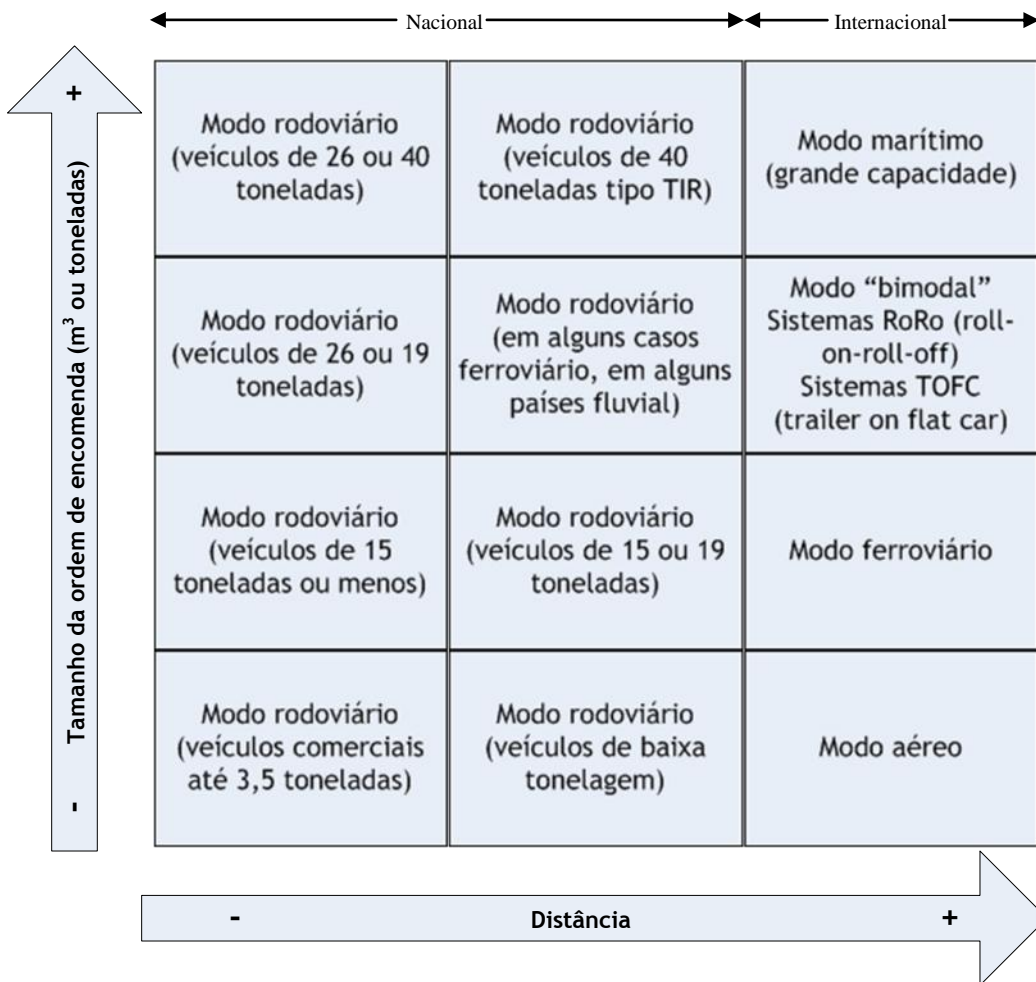 Nacional
Internacional
+
Tamanho da ordem de encomenda (m³ ou toneladas)
-
Modo rodoviário
(veículos de 26 ou 40
toneladas)
Modo rodoviário
(veículos de 40
toneladas tipo TIR)
Modo marítimo
(grande capacidade)
Modo rodoviário
(veículos de 26 ou 19
toneladas)
Modo rodoviário
(em alguns casos
ferroviário, em alguns
países fluvial)
Modo “bimodal”
Sistemas RoRo (roll-
on-roll-off)
Sistemas TOFC
(trailer on flat car)
Modo rodoviário
(veículos de 15
toneladas ou menos)
Modo rodoviário
(veículos de 15 ou 19
toneladas)
Modo ferroviário
Modo rodoviário
(veículos comerciais
até 3,5 toneladas)
Modo rodoviário
(veículos de baixa
tonelagem)
Modo aéreo
-
Distância
+